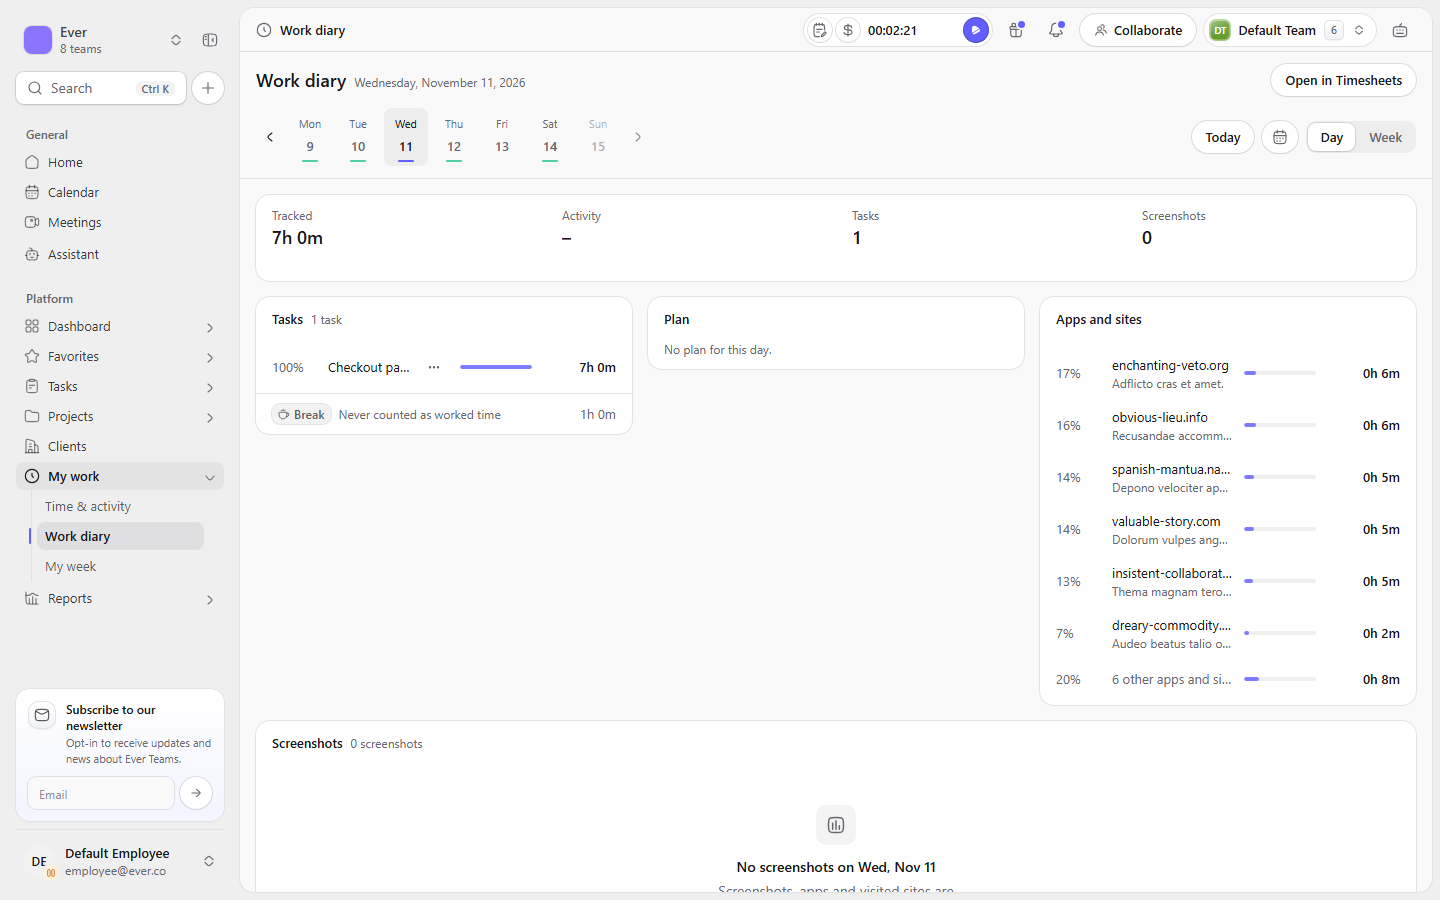 Ever
8 teams
Search
Ctrl K
General
Home
Calendar
Meetings
Assistant
Platform
Dashboard
Favorites
Tasks
Projects
Clients
My work
Time & activity
Work diary
My week
Reports
Subscribe to our
newsletter
Opt-in to receive updates and
news about Ever Teams.
Email
DE
Default Employee
employee@ever.co
Work diary
00:02:21
Collaborate
DT
Default Team
6
Work diary
Wednesday, November 11, 2026
Open in Timesheets
Mon
9
Tue
10
Wed
11
Thu
12
Fri
13
Sat
14
Sun
15
Today
Day
Week
Tracked
7h 0m
Activity
–
Tasks
1
Screenshots
0
Tasks
1 task
100%
Checkout pa...
7h 0m
Break
Never counted as worked time
1h 0m
Plan
No plan for this day.
Apps and sites
17%
enchanting-veto.org
Adflicto cras et amet.
0h 6m
16%
obvious-lieu.info
Recusandae accomm...
0h 6m
14%
spanish-mantua.na...
Depono velociter ap...
0h 5m
14%
valuable-story.com
Dolorum vulpes ang...
0h 5m
13%
insistent-collaborat...
Thema magnam tero...
0h 5m
7%
dreary-commodity....
Audeo beatus talio o...
0h 2m
20%
6 other apps and si...
0h 8m
Screenshots
0 screenshots
No screenshots on Wed, Nov 11
Screenshots, apps and visited sites are